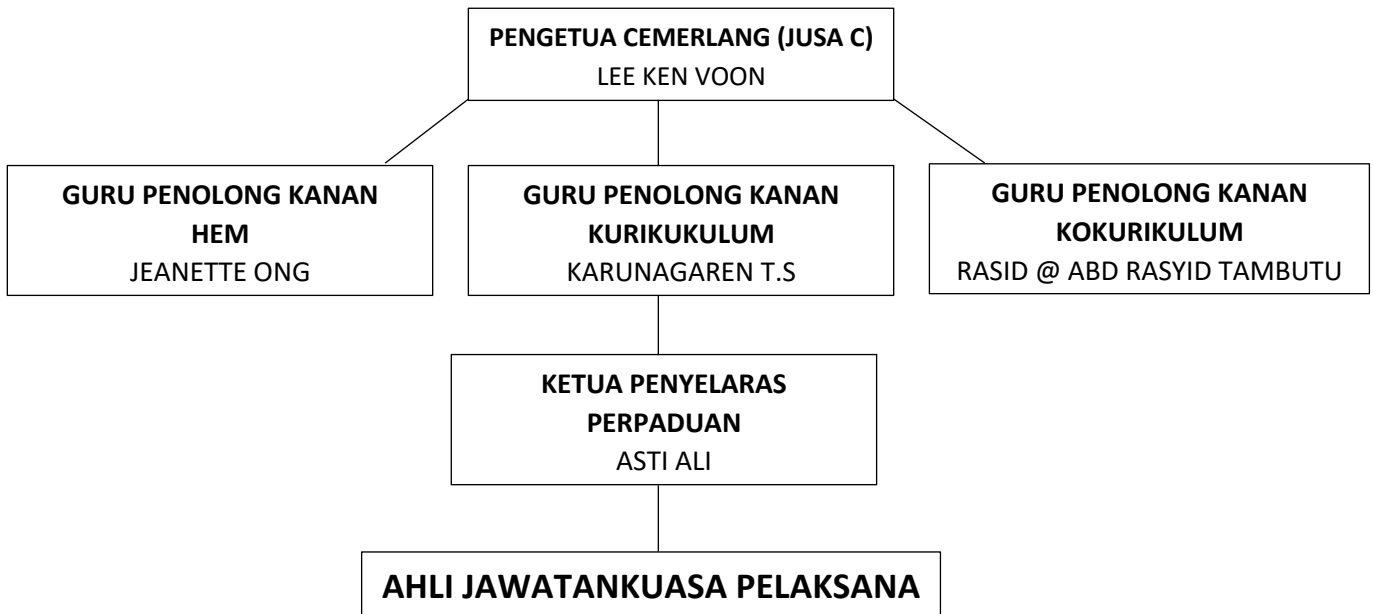 PENGETUA CEMERLANG (JUSA C)
LEE KEN VOON
GURU PENOLONG KANAN
HEM
JEANETTE ONG
GURU PENOLONG KANAN
KURIKUKULUM
KARUNAGAREN T.S
GURU PENOLONG KANAN
KOKURIKULUM
RASID @ ABD RASYID TAMBUTU
KETUA PENYELARAS
PERPADUAN
ASTI ALI
AHLI JAWATANKUASA PELAKSANA